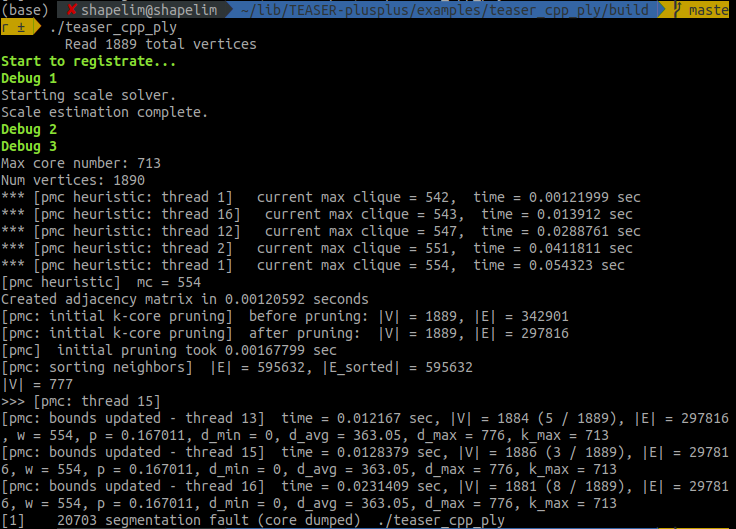 (base) ✘ shapelim@shapelim ~/lib/TEASER-plusplus/examples/teaser_cpp_ply/build maste
r ± ./teaser_cpp_ply
Read 1889 total vertices
Start to registrate...
Debug 1
Starting scale solver.
Scale estimation complete.
Debug 2
Debug 3
Max core number: 713
Num vertices: 1890
*** [pmc heuristic: thread 1] current max clique = 542, time = 0.00121999 sec
*** [pmc heuristic: thread 16] current max clique = 543, time = 0.013912 sec
*** [pmc heuristic: thread 12] current max clique = 547, time = 0.0288761 sec
*** [pmc heuristic: thread 2] current max clique = 551, time = 0.0411811 sec
*** [pmc heuristic: thread 1] current max clique = 554, time = 0.054323 sec
[pmc heuristic] mc = 554
Created adjacency matrix in 0.00120592 seconds
[pmc: initial k-core pruning] before pruning: |V| = 1889, |E| = 342901
[pmc: initial k-core pruning] after pruning: |V| = 1889, |E| = 297816
[pmc] initial pruning took 0.00167799 sec
[pmc: sorting neighbors] |E| = 595632, |E_sorted| = 595632
|V| = 777
>>> [pmc: thread 15]
[pmc: bounds updated - thread 13] time = 0.012167 sec, |V| = 1884 (5 / 1889), |E| = 297816
, w = 554, p = 0.167011, d_min = 0, d_avg = 363.05, d_max = 776, k_max = 713
[pmc: bounds updated - thread 15] time = 0.0128379 sec, |V| = 1886 (3 / 1889), |E| = 29781
6, w = 554, p = 0.167011, d_min = 0, d_avg = 363.05, d_max = 776, k_max = 713
[pmc: bounds updated - thread 16] time = 0.0231409 sec, |V| = 1881 (8 / 1889), |E| = 29781
6, w = 554, p = 0.167011, d_min = 0, d_avg = 363.05, d_max = 776, k_max = 713
[1] 20703 segmentation fault (core dumped) ./teaser_cpp_ply